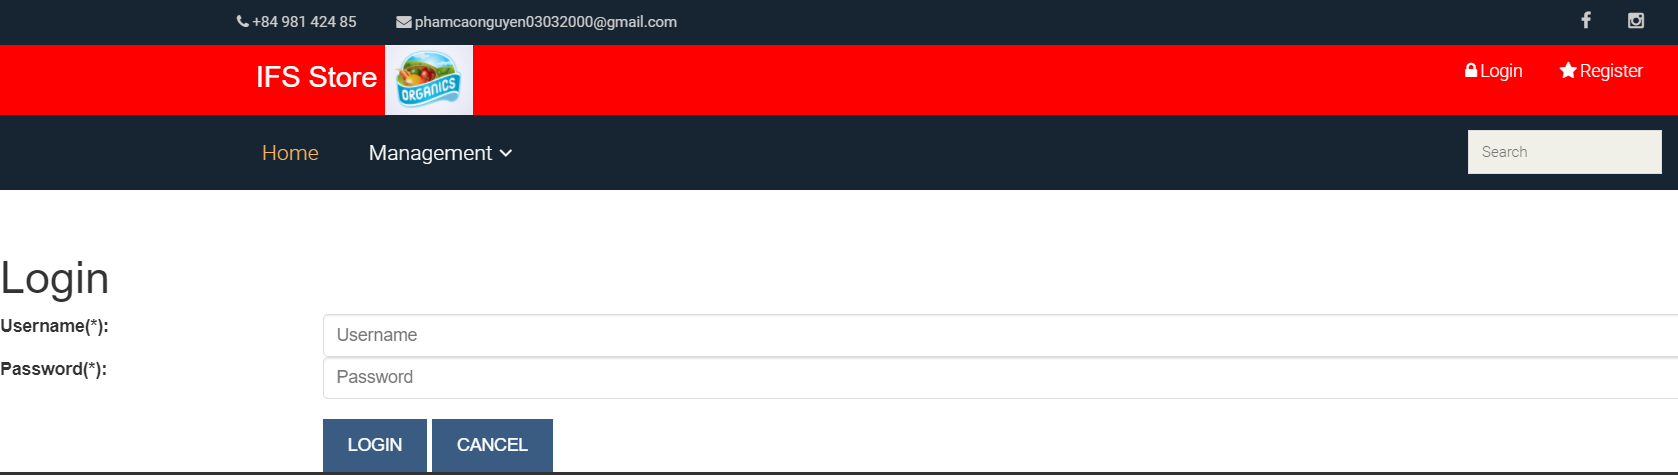 +84 981 424 85 phamcaonguyen03032000@gmail.com
IFS Store ORGANICS Login Register
Home Management Search
Login
Username(*): Username
Password(*): Password
LOGIN CANCEL